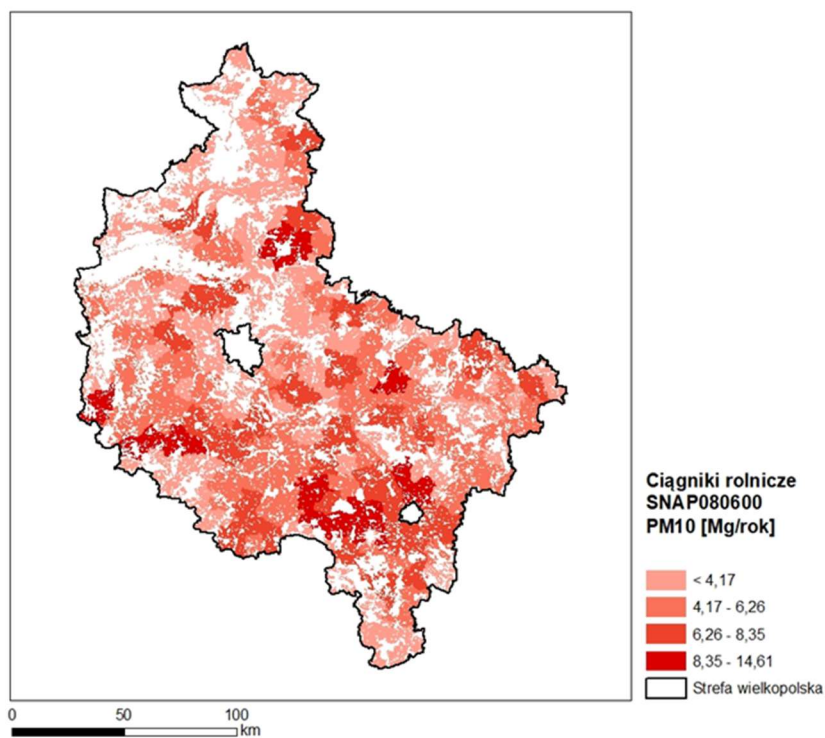 Ciągniki rolnicze
SNAP080600
PM10 [Mg/rok]
< 4,17
4,17 - 6,26
6,26 - 8,35
8,35 - 14,61
Strefa wielkopolska
0 50 100
km